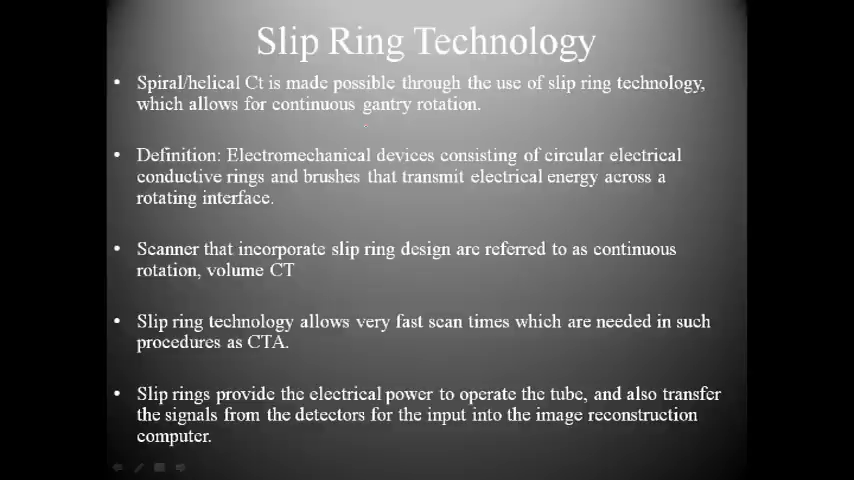 Slip Ring Technology
• Spiral/helical Ct is made possible through the use of slip ring technology,
which allows for continuous gantry rotation.
• Definition: Electromechanical devices consisting of circular electrical
conductive rings and brushes that transmit electrical energy across a
rotating interface.
• Scanner that incorporate slip ring design are referred to as continuous
rotation, volume CT
• Slip ring technology allows very fast scan times which are needed in such
procedures as CTA.
• Slip rings provide the electrical power to operate the tube, and also transfer
the signals from the detectors for the input into the image reconstruction
computer.